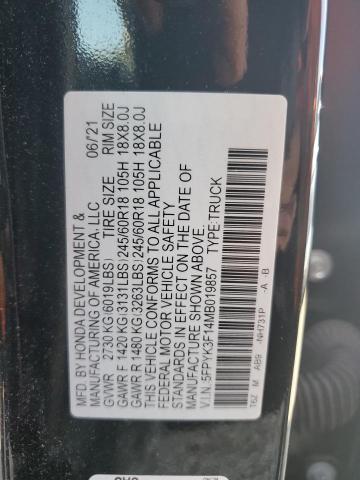 MFD. BY HONDA DEVELOPMENT &
MANUFACTURING OF AMERICA, LLC 06/21
GVWR 2730 KG(6019LBS) TIRE SIZE RIM SIZE
GAWR F 1420 KG(3131LBS) 245/60R18 105H 18X8.0J
GAWR R 1480 KG(3263LBS) 245/60R18 105H 18X8.0J
THIS VEHICLE CONFORMS TO ALL APPLICABLE
FEDERAL MOTOR VEHICLE SAFETY
STANDARDS IN EFFECT ON THE DATE OF
MANUFACTURE SHOWN ABOVE.
V.I.N. 5FPYK3F14MB019857 TYPE:TRUCK
T6Z M AB9 -NH731P -A -B